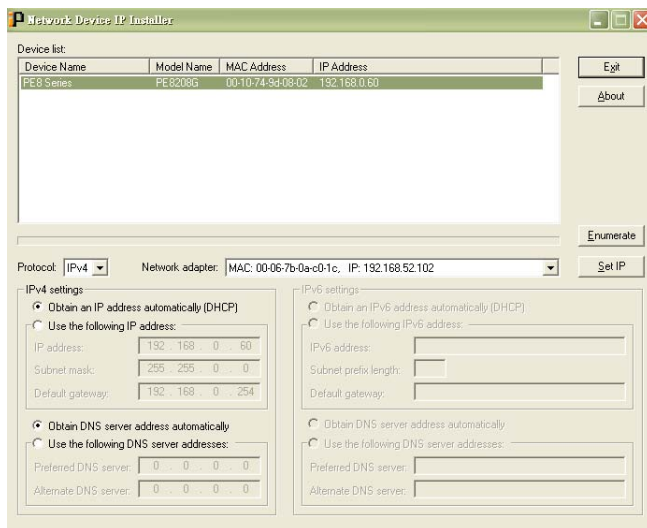 Network Device IP Installer
Device list:
Device Name Model Name MAC Address IP Address
PE8 Series PE8208G 00-10-74-9d-08-02 192.168.0.60
Exit
About
Enumerate
Protocol: IPv4 Network adapter: MAC: 00-06-7b-0a-c0-1c, IP: 192.168.52.102 Set IP
IPv4 settings
Obtain an IP address automatically (DHCP)
Use the following IP address:
IP address: 192 . 168 . 0 . 60
Subnet mask: 255 . 255 . 0 . 0
Default gateway: 192 . 168 . 0 . 254
Obtain DNS server address automatically
Use the following DNS server addresses:
Preferred DNS server: 0 . 0 . 0 . 0
Alternate DNS server: 0 . 0 . 0 . 0
IPv6 settings
Obtain an IPv6 address automatically (DHCP)
Use the following IPv6 address:
IPv6 address:
Subnet prefix length:
Default gateway:
Obtain DNS server address automatically
Use the following DNS server addresses:
Preferred DNS server:
Alternate DNS server: